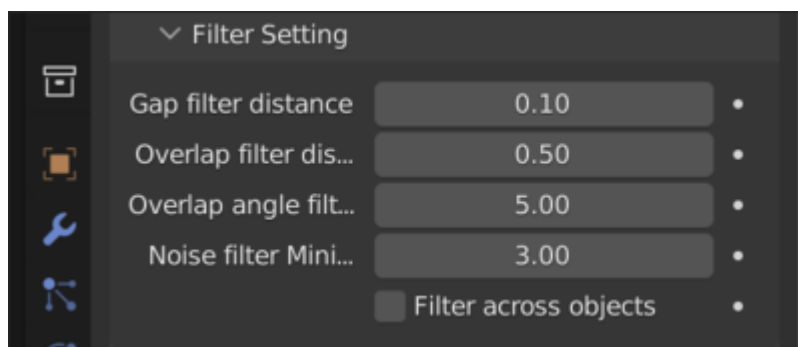 Filter Setting
Gap filter distance 0.10
Overlap filter dis... 0.50
Overlap angle filt... 5.00
Noise filter Mini... 3.00
Filter across objects